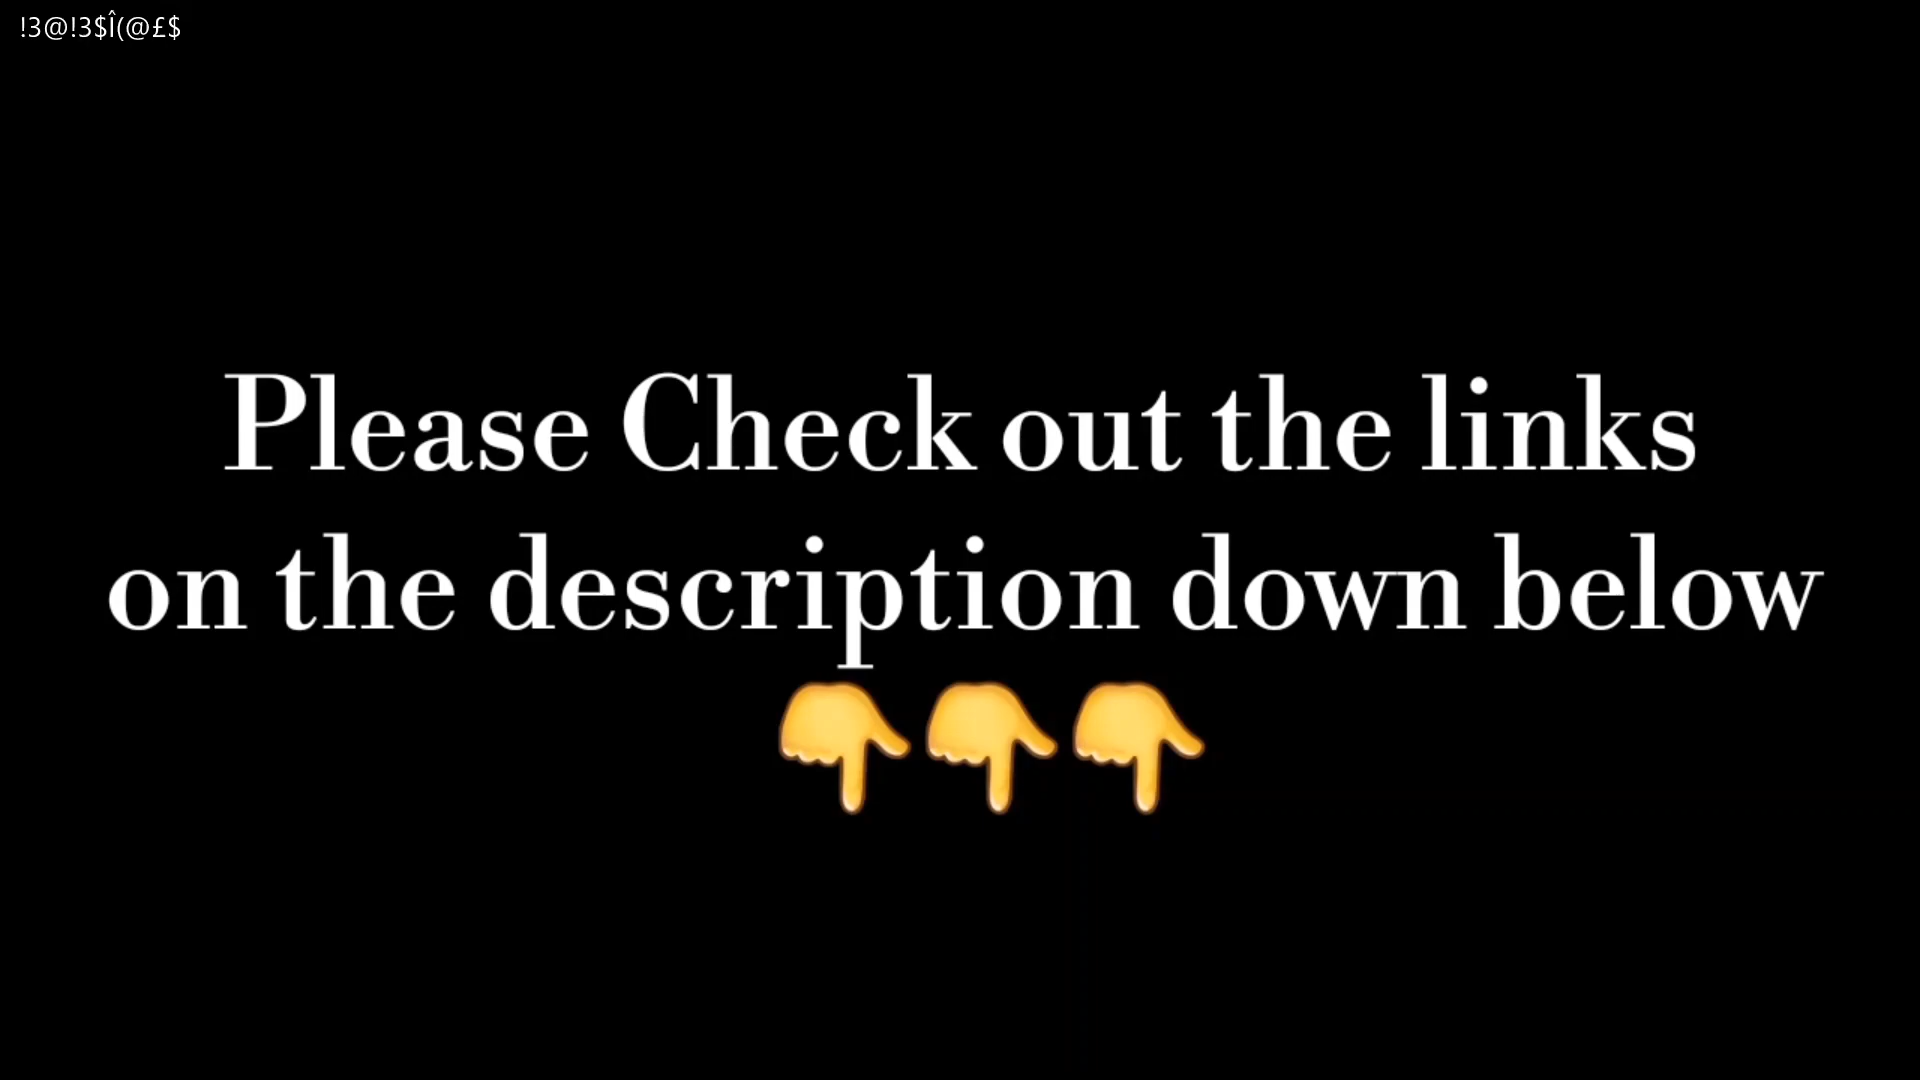 !3@!3$Î(@£$
Please Check out the links
on the description down below
👇👇👇